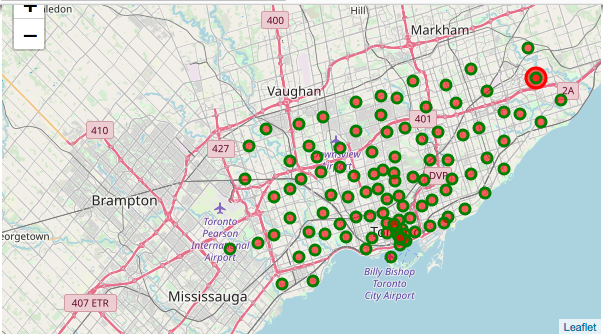 +
−
400
Markham
Vaughan
2A
401
410
427
DVP
Brampton
Toronto
Pearson
International
Airport
Billy Bishop
Toronto
City Airport
Mississauga
407 ETR
Leaflet